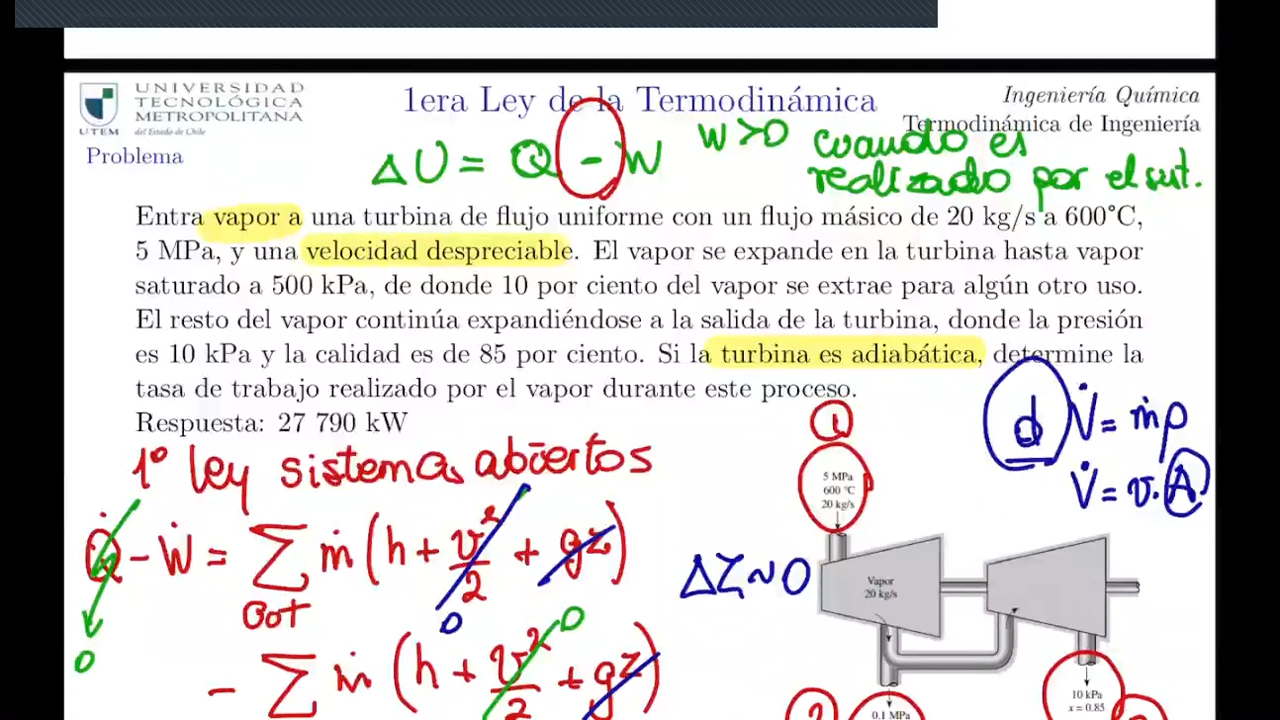 UNIVERSIDAD
TECNOLÓGICA
METROPOLITANA
del Estado de Chile
UTEM
1era Ley de la Termodinámica
Ingeniería Química
Termodinámica de Ingeniería
Problema
ΔU = Q - W
W>0 cuando es
realizado por el sist.
Entra vapor a una turbina de flujo uniforme con un flujo másico de 20 kg/s a 600°C,
5 MPa, y una velocidad despreciable. El vapor se expande en la turbina hasta vapor
saturado a 500 kPa, de donde 10 por ciento del vapor se extrae para algún otro uso.
El resto del vapor continúa expandiéndose a la salida de la turbina, donde la presión
es 10 kPa y la calidad es de 85 por ciento. Si la turbina es adiabática, determine la
tasa de trabajo realizado por el vapor durante este proceso.
Respuesta: 27 790 kW
1° ley sistemas abiertos
Q̇ - Ẇ = Σ ṁ (h + v²/2 + gz)
0
0
- Σ ṁ (h + v²/2 + gz)
0
ΔZ ~ 0
d
V̇ = ṁρ
V̇ = v. A
1
5 MPa
600 °C
20 kg/s
Vapor
20 kg/s
0.1 MPa
10 kPa
x = 0.85